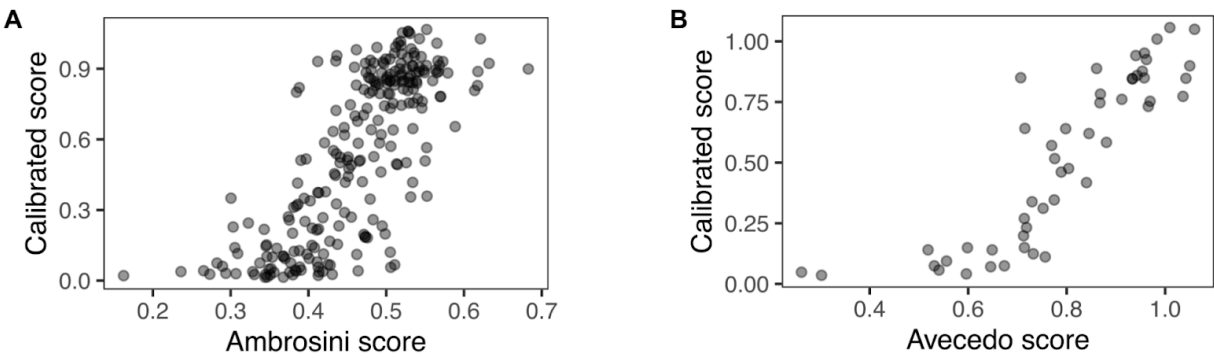 A
Calibrated score
0.9
0.6
0.3
0.0
0.2 0.3 0.4 0.5 0.6 0.7
Ambrosini score
B
Calibrated score
1.00
0.75
0.50
0.25
0.00
0.4 0.6 0.8 1.0
Avecedo score